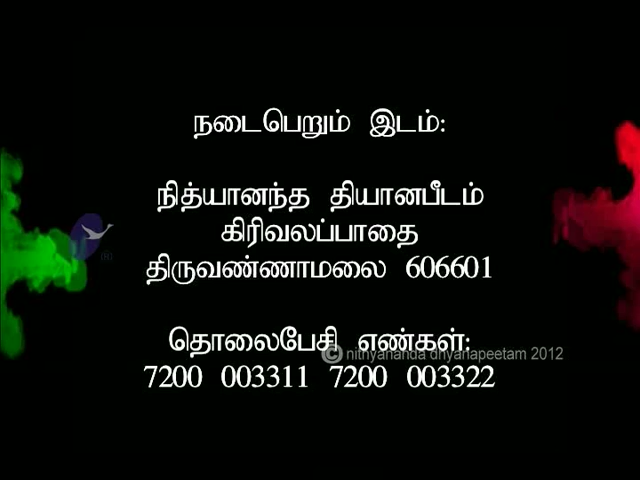 நடைபெறும் இடம்:
நித்யானந்த தியானபீடம்
கிரிவலப்பாதை
திருவண்ணாமலை 606601
தொலைபேசி எண்கள்:
© nithyananda dhyanapeetam 2012
7200 003311 7200 003322